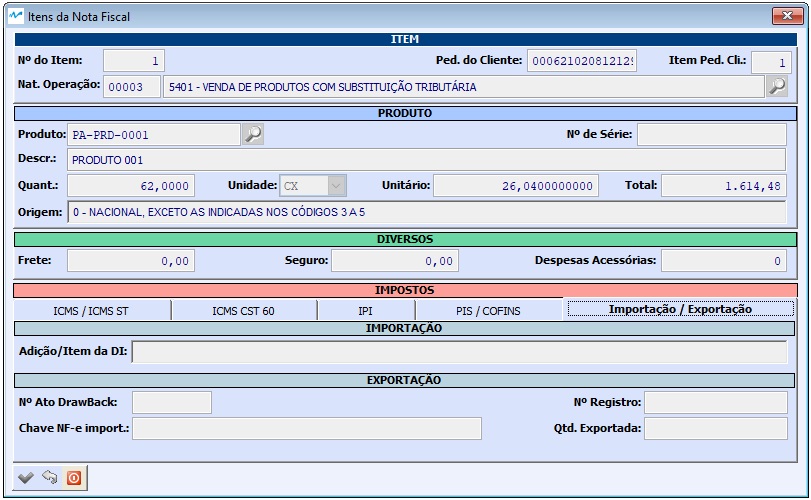 Itens da Nota Fiscal
ITEM
Nº do Item: 1 Ped. do Cliente: 000621020812129 Item Ped. Cli.: 1
Nat. Operação: 00003 5401 - VENDA DE PRODUTOS COM SUBSTITUIÇÃO TRIBUTÁRIA
PRODUTO
Produto: PA-PRD-0001 Nº de Série:
Descr.: PRODUTO 001
Quant.: 62,0000 Unidade: CX Unitário: 26,0400000000 Total: 1.614,48
Origem: 0 - NACIONAL, EXCETO AS INDICADAS NOS CÓDIGOS 3 A 5
DIVERSOS
Frete: 0,00 Seguro: 0,00 Despesas Acessórias: 0
IMPOSTOS
ICMS / ICMS ST ICMS CST 60 IPI PIS / COFINS Importação / Exportação
IMPORTAÇÃO
Adição/Item da DI:
EXPORTAÇÃO
Nº Ato DrawBack: Nº Registro:
Chave NF-e import.: Qtd. Exportada: